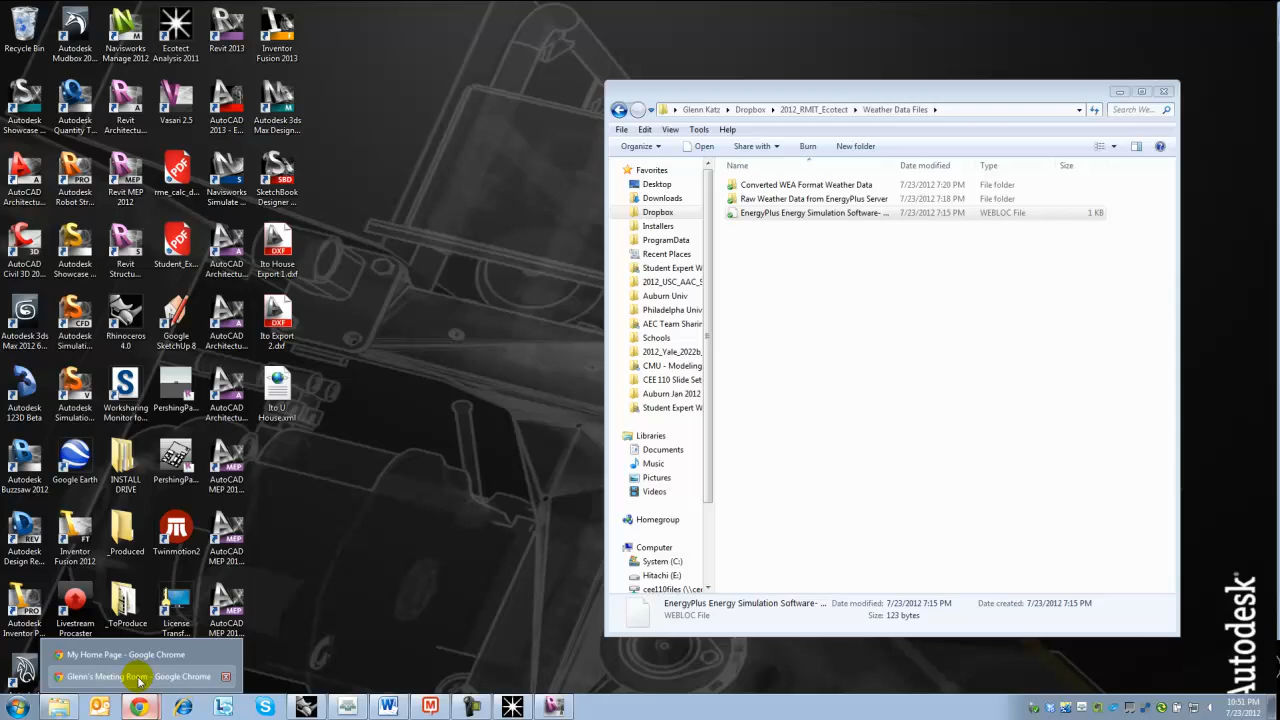 Recycle Bin
Autodesk
Mudbox 20...
Navisworks
Manage 2012
Ecotect
Analysis 2011
Revit 2013
Inventor
Fusion 2013
Autodesk
Showcase ...
Autodesk
Quantity T...
Revit
Architectu...
Vasari 2.5
AutoCAD
2013 - E...
Autodesk 3ds
Max Design...
AutoCAD
Architectur...
Autodesk
Robot Str...
Revit MEP
2012
rme_calc_d...
Navisworks
Simulate ...
SketchBook
Designer ...
AutoCAD
Civil 3D 20...
Autodesk
Showcase ...
Revit
Structu...
Student_Ex...
AutoCAD
Architectu...
Ito House
Export 1.dxf
Autodesk 3ds
Max 2012 6...
Autodesk
Simulati...
Rhinoceros
4.0
Google
SketchUp 8
AutoCAD
Architectu...
Ito Export
2.dxf
Autodesk
123D Beta
Autodesk
Simulatio...
Worksharing
Monitor fo...
PershingPa...
AutoCAD
Architectu...
Ito U
House.xml
Autodesk
Buzzsaw 2012
Google Earth
INSTALL
DRIVE
PershingPa...
AutoCAD
MEP 201...
Autodesk
Design Re...
Inventor
Fusion 2012
_Produced
Twinmotion2
AutoCAD
MEP 201...
Autodesk
Inventor P...
Livestream
Procaster
_ToProduce
License
Transf...
AutoCAD
MEP 201...
My Home Page - Google Chrome
Glenn's Meeting Room - Google Chrome
Glenn Katz
Dropbox
2012_RMIT_Ecotect
Weather Data Files
Search We...
File Edit View Tools Help
Organize Open Share with Burn New folder
Name Date modified Type Size
Converted WEA Format Weather Data 7/23/2012 7:20 PM File folder
Raw Weather Data from EnergyPlus Server 7/23/2012 7:18 PM File folder
EnergyPlus Energy Simulation Software- ... 7/23/2012 7:15 PM WEBLOC File 1 KB
Favorites
Desktop
Downloads
Dropbox
Installers
ProgramData
Recent Places
Student Expert W
2012_USC_AAC_S
Auburn Univ
Philadelpha Univ
AEC Team Sharin
Schools
2012_Yale_2022b_
CMU - Modeling
CEE 110 Slide Set
Auburn Jan 2012
Student Expert W
Libraries
Documents
Music
Pictures
Videos
Homegroup
Computer
System (C:)
Hitachi (E:)
cee110files (\\cee
EnergyPlus Energy Simulation Software- ... Date modified: 7/23/2012 7:15 PM Date created: 7/23/2012 7:15 PM
WEBLOC File Size: 123 bytes
Autodesk®
10:51 PM
7/23/2012